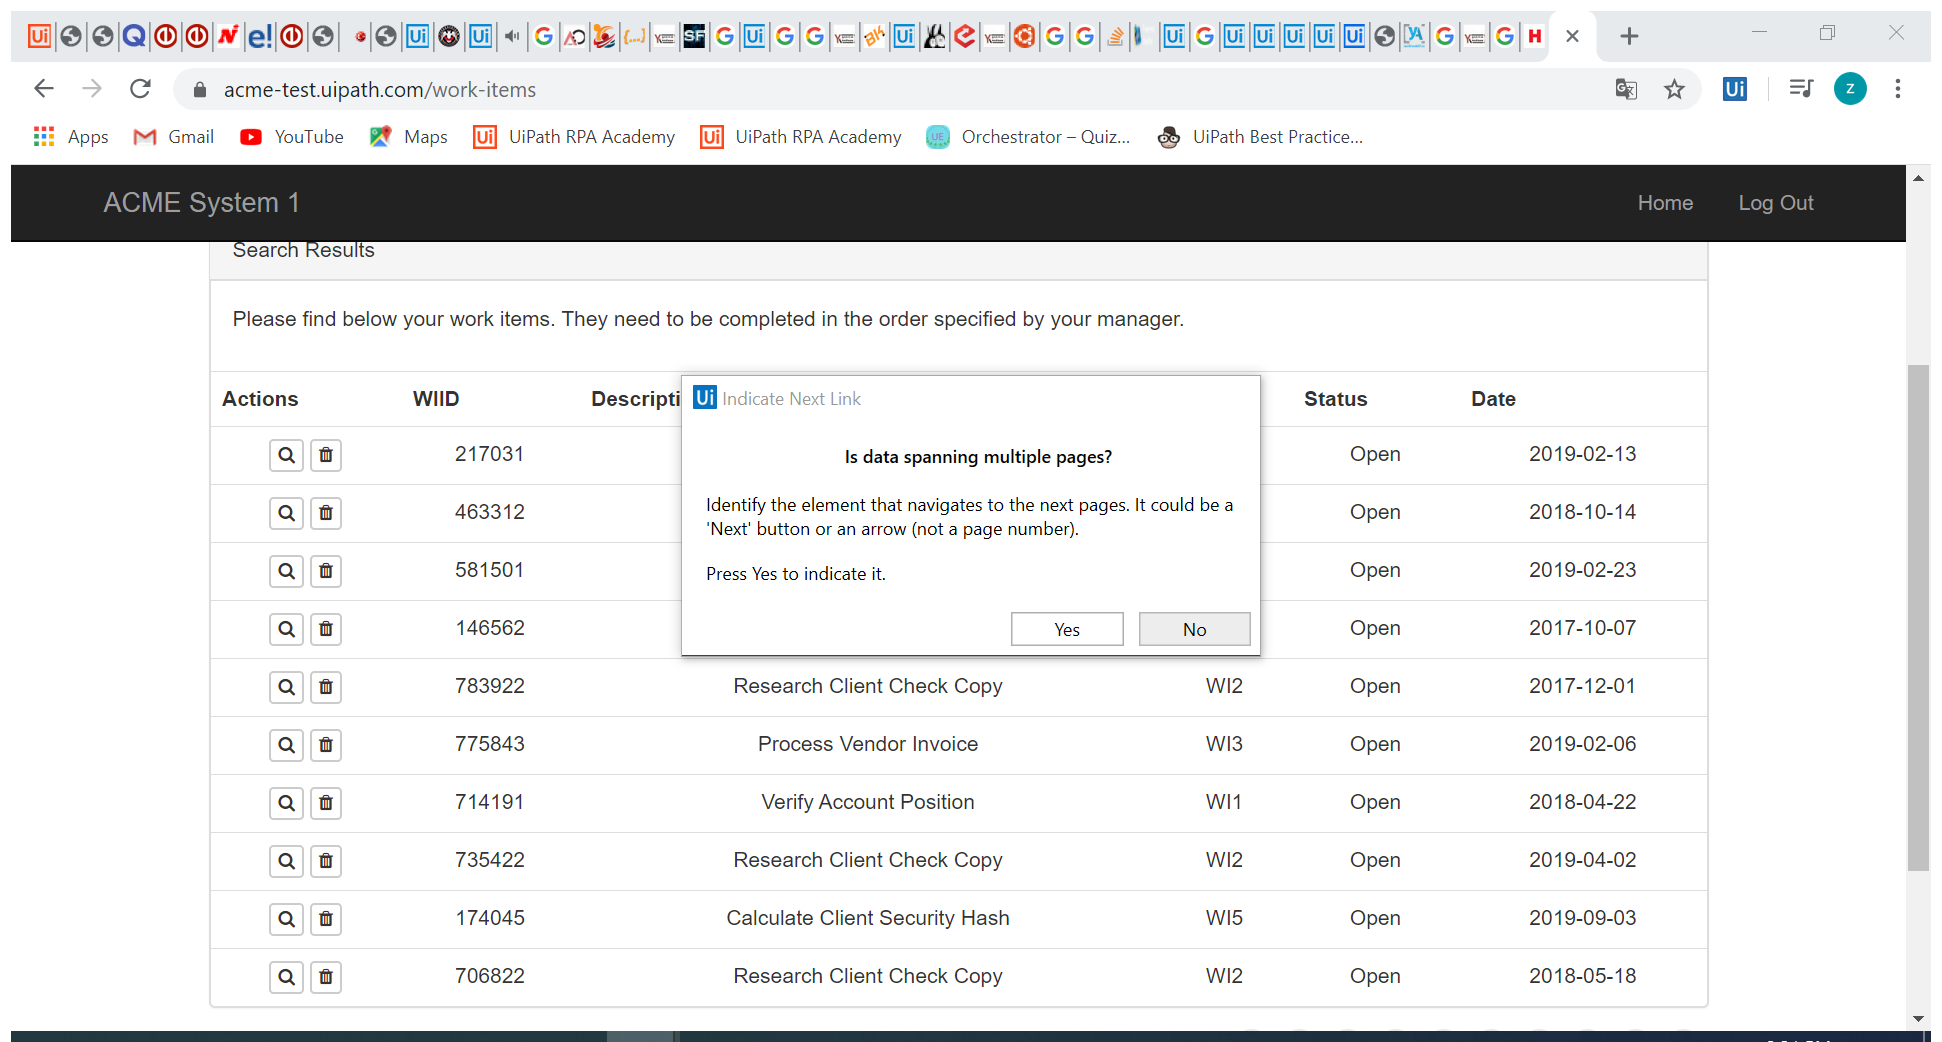 acme-test.uipath.com/work-items
Apps Gmail YouTube Maps UiPath RPA Academy UiPath RPA Academy Orchestrator – Quiz... UiPath Best Practice...
ACME System 1 Home Log Out
Search Results
Please find below your work items. They need to be completed in the order specified by your manager.
Actions WIID Descripti Status Date
217031 Open 2019-02-13
463312 Open 2018-10-14
581501 Open 2019-02-23
146562 Open 2017-10-07
783922 Research Client Check Copy WI2 Open 2017-12-01
775843 Process Vendor Invoice WI3 Open 2019-02-06
714191 Verify Account Position WI1 Open 2018-04-22
735422 Research Client Check Copy WI2 Open 2019-04-02
174045 Calculate Client Security Hash WI5 Open 2019-09-03
706822 Research Client Check Copy WI2 Open 2018-05-18
Ui Indicate Next Link
Is data spanning multiple pages?
Identify the element that navigates to the next pages. It could be a
'Next' button or an arrow (not a page number).
Press Yes to indicate it.
Yes No